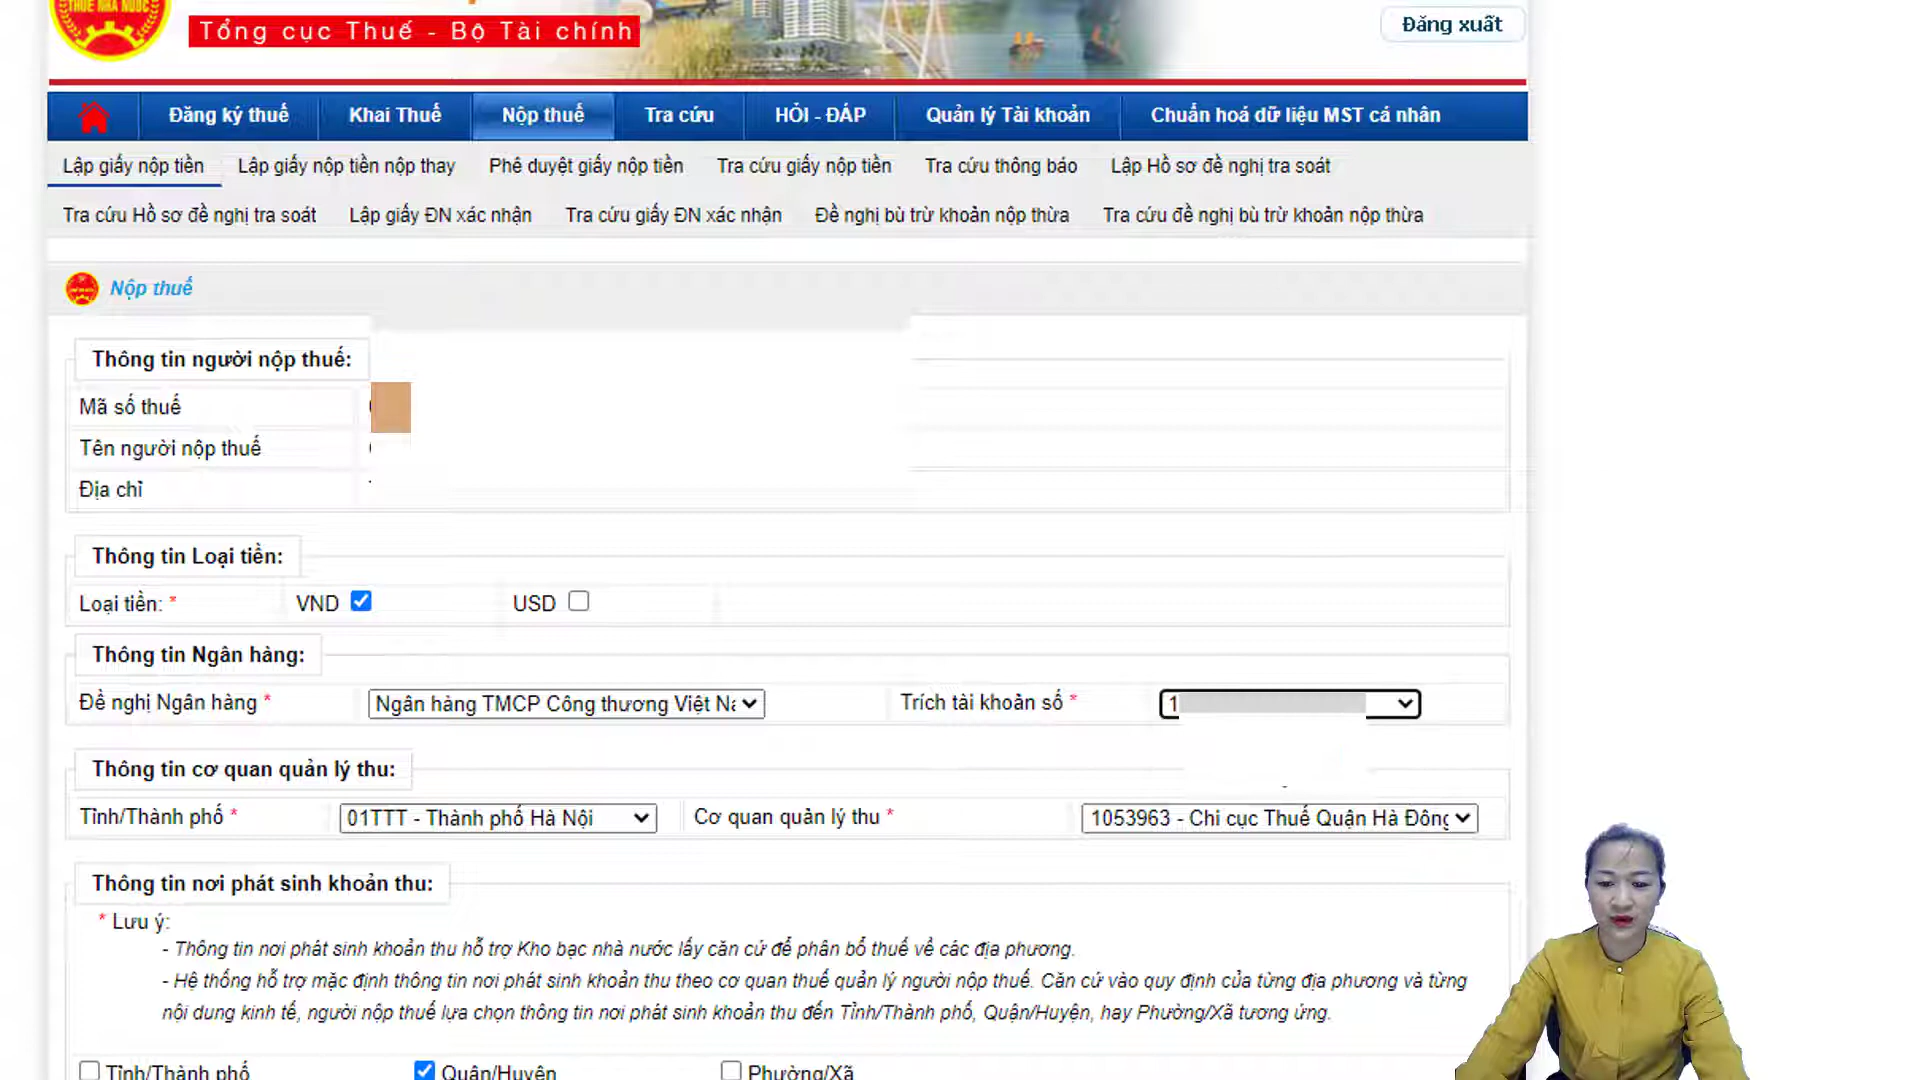 THUẾ NHÀ NƯỚC
Tổng cục Thuế - Bộ Tài chính
Đăng xuất
Đăng ký thuế
Khai Thuế
Nộp thuế
Tra cứu
HỎI - ĐÁP
Quản lý Tài khoản
Chuẩn hoá dữ liệu MST cá nhân
Lập giấy nộp tiền
Lập giấy nộp tiền nộp thay
Phê duyệt giấy nộp tiền
Tra cứu giấy nộp tiền
Tra cứu thông báo
Lập Hồ sơ đề nghị tra soát
Tra cứu Hồ sơ đề nghị tra soát
Lập giấy ĐN xác nhận
Tra cứu giấy ĐN xác nhận
Đề nghị bù trừ khoản nộp thừa
Tra cứu đề nghị bù trừ khoản nộp thừa
Nộp thuế
Thông tin người nộp thuế:
Mã số thuế
Tên người nộp thuế
Địa chỉ
Thông tin Loại tiền:
Loại tiền: *
VND
USD
Thông tin Ngân hàng:
Đề nghị Ngân hàng *
Ngân hàng TMCP Công thương Việt Na
Trích tài khoản số *
1
Thông tin cơ quan quản lý thu:
Tỉnh/Thành phố *
01TTT - Thành phố Hà Nội
Cơ quan quản lý thu *
1053963 - Chi cục Thuế Quận Hà Đông
Thông tin nơi phát sinh khoản thu:
* Lưu ý:
- Thông tin nơi phát sinh khoản thu hỗ trợ Kho bạc nhà nước lấy căn cứ để phân bổ thuế về các địa phương.
- Hệ thống hỗ trợ mặc định thông tin nơi phát sinh khoản thu theo cơ quan thuế quản lý người nộp thuế. Căn cứ vào quy định của từng địa phương và từng
nội dung kinh tế, người nộp thuế lựa chọn thông tin nơi phát sinh khoản thu đến Tỉnh/Thành phố, Quận/Huyện, hay Phường/Xã tương ứng.
Tỉnh/Thành phố
Quận/Huyện
Phường/Xã